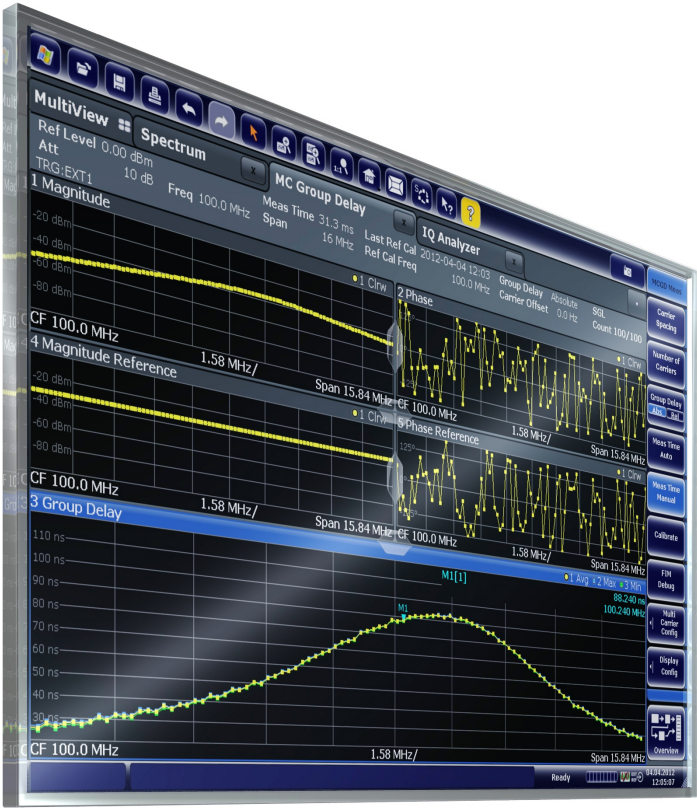 MultiView
Spectrum
x
MC Group Delay
x
IQ Analyzer
x
Ref Level 0.00 dBm
Att 10 dB
TRG:EXT1
Freq 100.0 MHz
Meas Time 31.3 ms
Span 16 MHz
Last Ref Cal 2012-04-04 12:03
Ref Cal Freq 100.0 MHz
Group Delay Absolute
Carrier Offset 0.0 Hz
SGL
Count 100/100
1 Magnitude
1 Clrw
-20 dBm
-40 dBm
-60 dBm
-80 dBm
CF 100.0 MHz
1.58 MHz/
Span 15.84 MHz
2 Phase
1 Clrw
CF 100.0 MHz
1.58 MHz/
Span 15.84 MHz
4 Magnitude Reference
1 Clrw
-20 dBm
-40 dBm
-60 dBm
-80 dBm
CF 100.0 MHz
1.58 MHz/
Span 15.84 MHz
5 Phase Reference
1 Clrw
125°
CF 100.0 MHz
1.58 MHz/
Span 15.84 MHz
3 Group Delay
1 Avg 2 Max 3 Min
M1[1]
88.240 ns
100.240 MHz
M1
110 ns
100 ns
90 ns
80 ns
70 ns
60 ns
50 ns
40 ns
30 ns
CF 100.0 MHz
1.58 MHz/
Span 15.84 MHz
Ready
04.04.2012
12:05:07
MCGD Meas
Carrier
Spacing
Number of
Carriers
Group Delay
Abs Rel
Meas Time
Auto
Meas Time
Manual
Calibrate
FIM
Debug
Multi
Carrier
Config
Display
Config
Overview